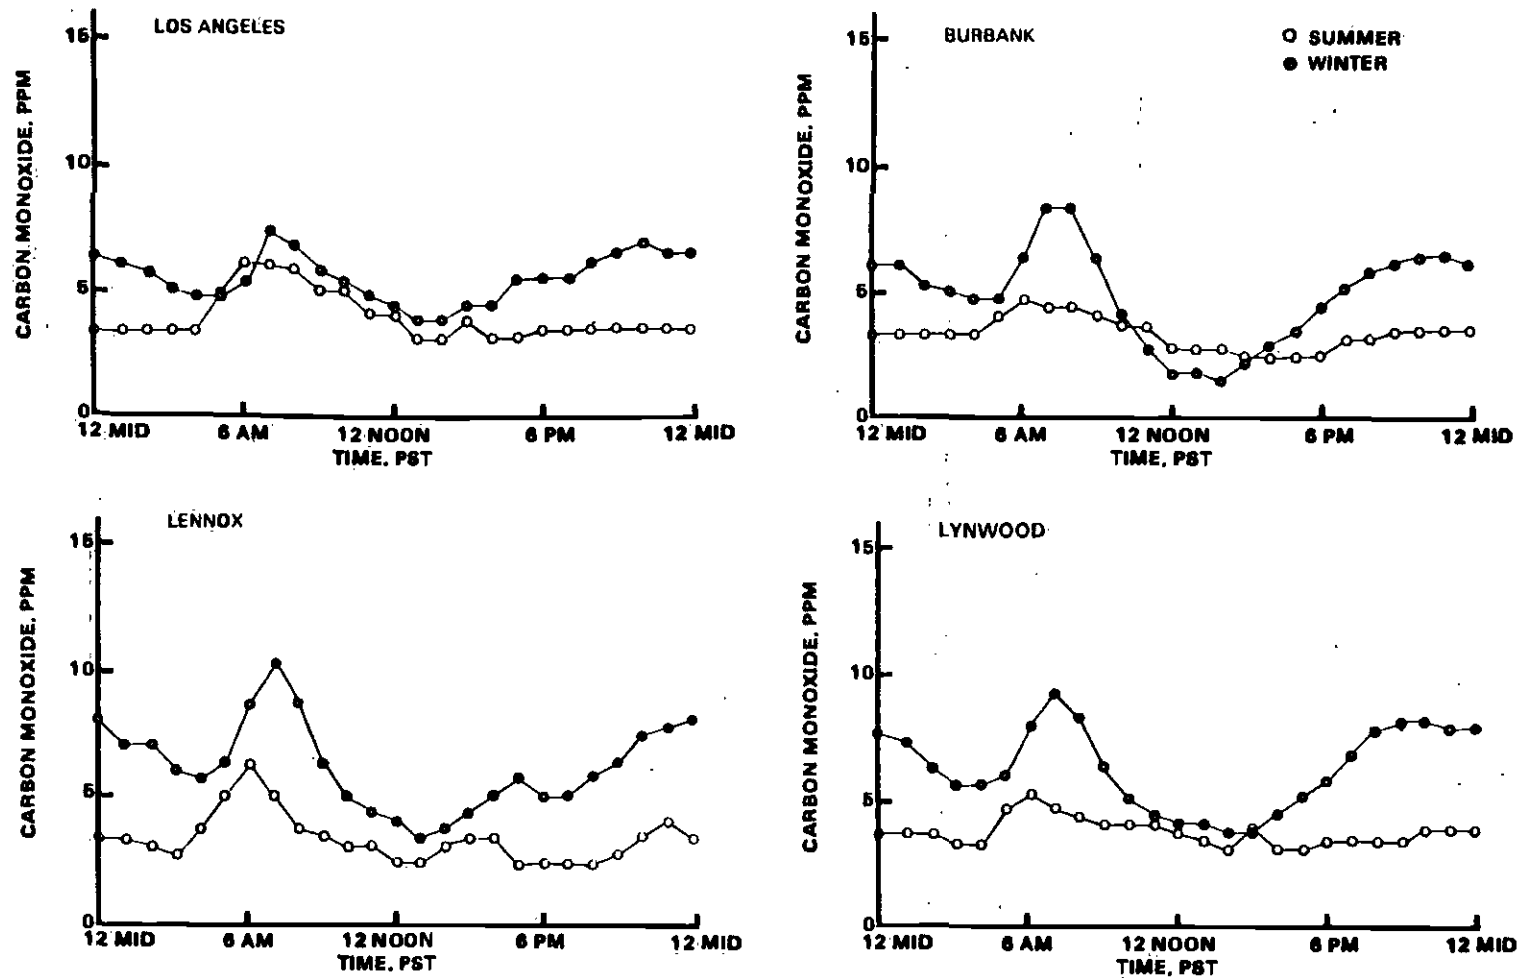 LOS ANGELES
CARBON MONOXIDE, PPM
15
10
5
0
12 MID 6 AM 12 NOON 6 PM 12 MID
TIME, PST
BURBANK
SUMMER
WINTER
CARBON MONOXIDE, PPM
15
10
5
0
12 MID 6 AM 12 NOON 6 PM 12 MID
TIME, PST
LENNOX
CARBON MONOXIDE, PPM
15
10
5
0
12 MID 6 AM 12 NOON 6 PM 12 MID
TIME, PST
LYNWOOD
CARBON MONOXIDE, PPM
15
10
5
0
12 MID 6 AM 12 NOON 6 PM 12 MID
TIME, PST